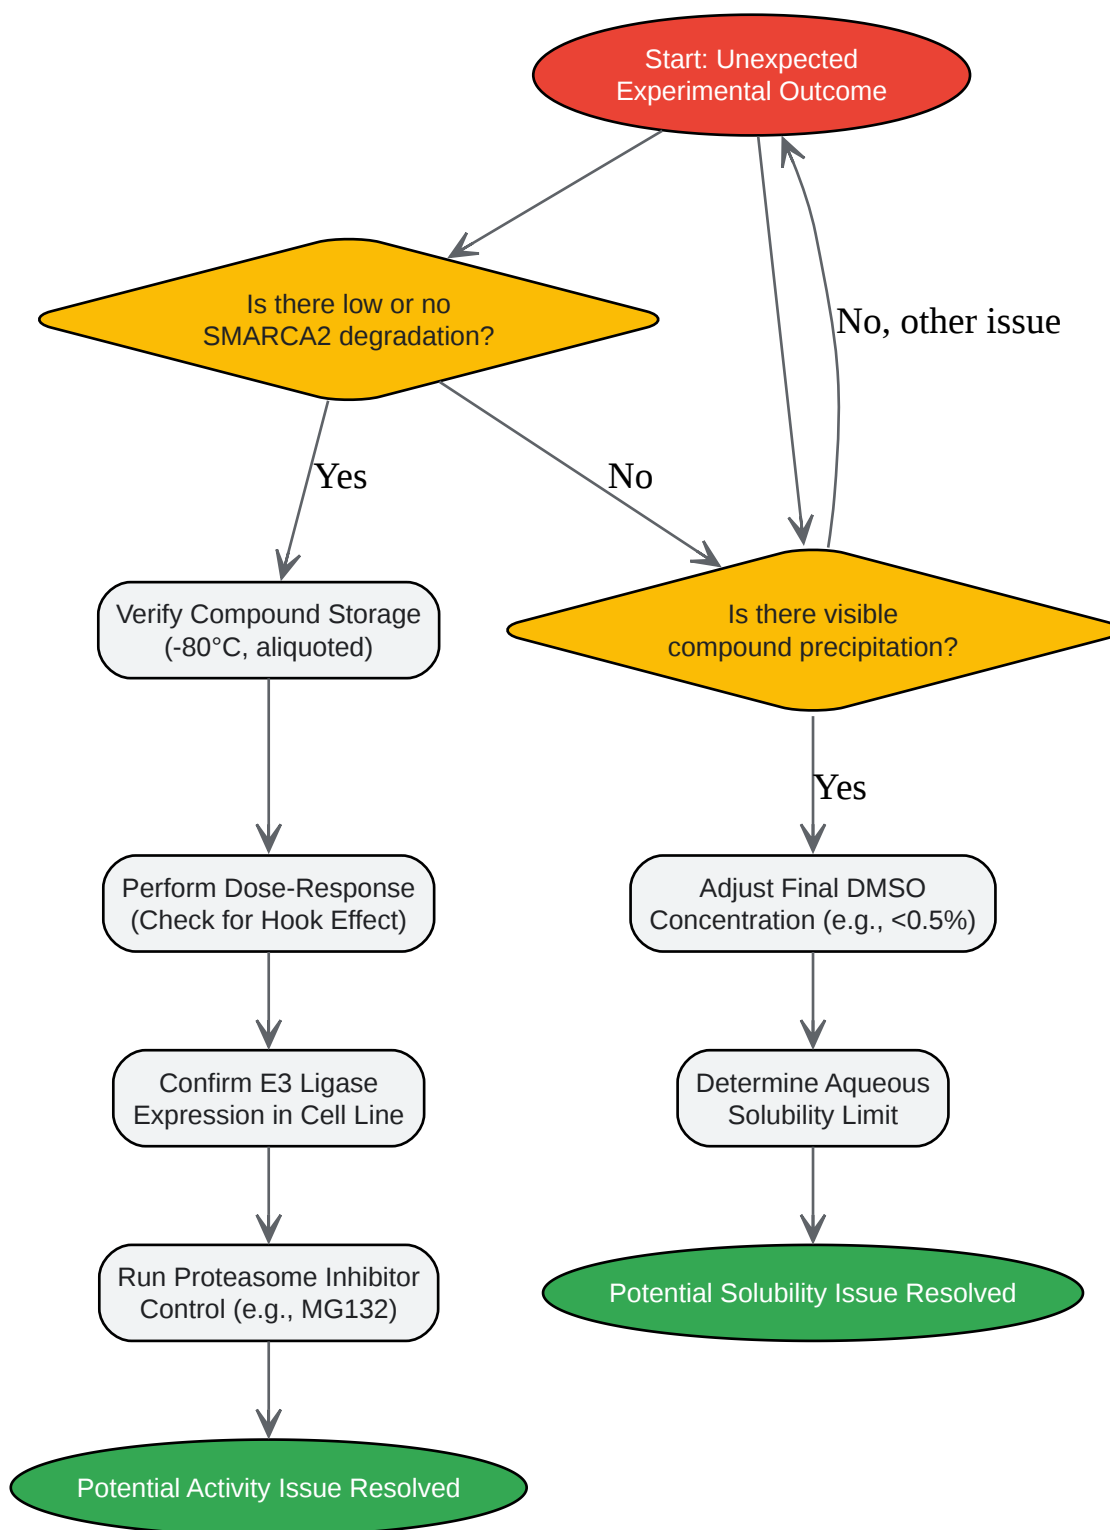 Start: Unexpected
Experimental Outcome
Is there low or no
SMARCA2 degradation?
No, other issue
Yes
No
Verify Compound Storage
(-80°C, aliquoted)
Is there visible
compound precipitation?
Yes
Perform Dose-Response
(Check for Hook Effect)
Adjust Final DMSO
Concentration (e.g., <0.5%)
Confirm E3 Ligase
Expression in Cell Line
Determine Aqueous
Solubility Limit
Run Proteasome Inhibitor
Control (e.g., MG132)
Potential Solubility Issue Resolved
Potential Activity Issue Resolved